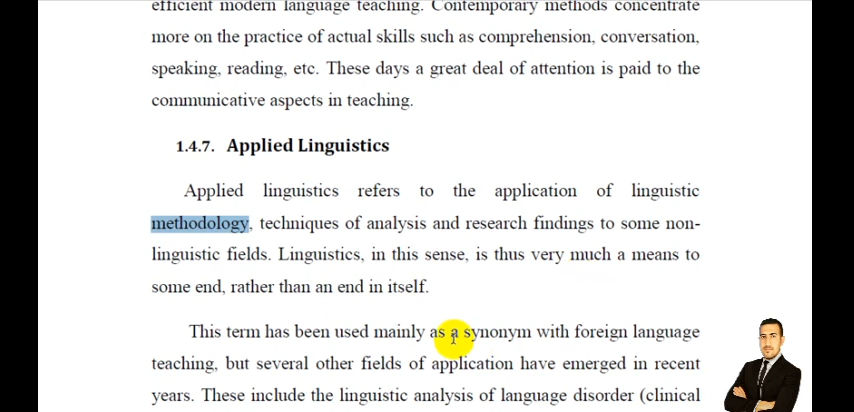 efficient modern language teaching. Contemporary methods concentrate
more on the practice of actual skills such as comprehension, conversation,
speaking, reading, etc. These days a great deal of attention is paid to the
communicative aspects in teaching.
1.4.7. Applied Linguistics
Applied linguistics refers to the application of linguistic
methodology, techniques of analysis and research findings to some non-
linguistic fields. Linguistics, in this sense, is thus very much a means to
some end, rather than an end in itself.
This term has been used mainly as a synonym with foreign language
teaching, but several other fields of application have emerged in recent
years. These include the linguistic analysis of language disorder (clinical